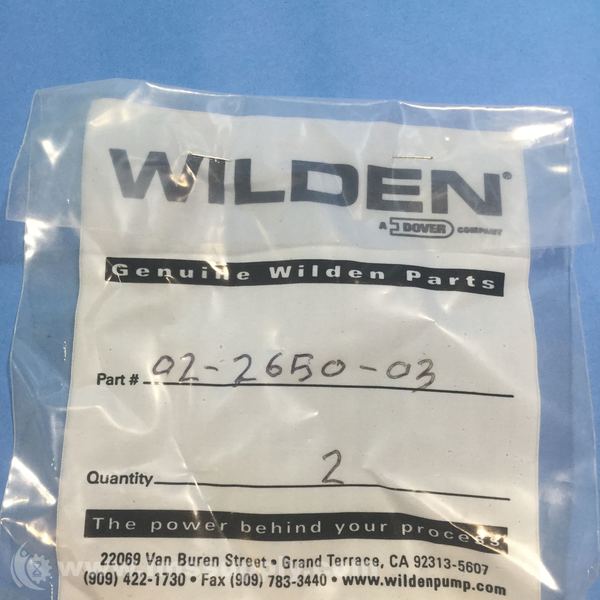 WILDEN®
A DOVER COMPANY
Genuine Wilden Parts
Part # 02-2650-03
Quantity 2
The power behind your process
22069 Van Buren Street • Grand Terrace, CA 92313-5607
(909) 422-1730 • Fax (909) 783-3440 • www.wildenpump.com